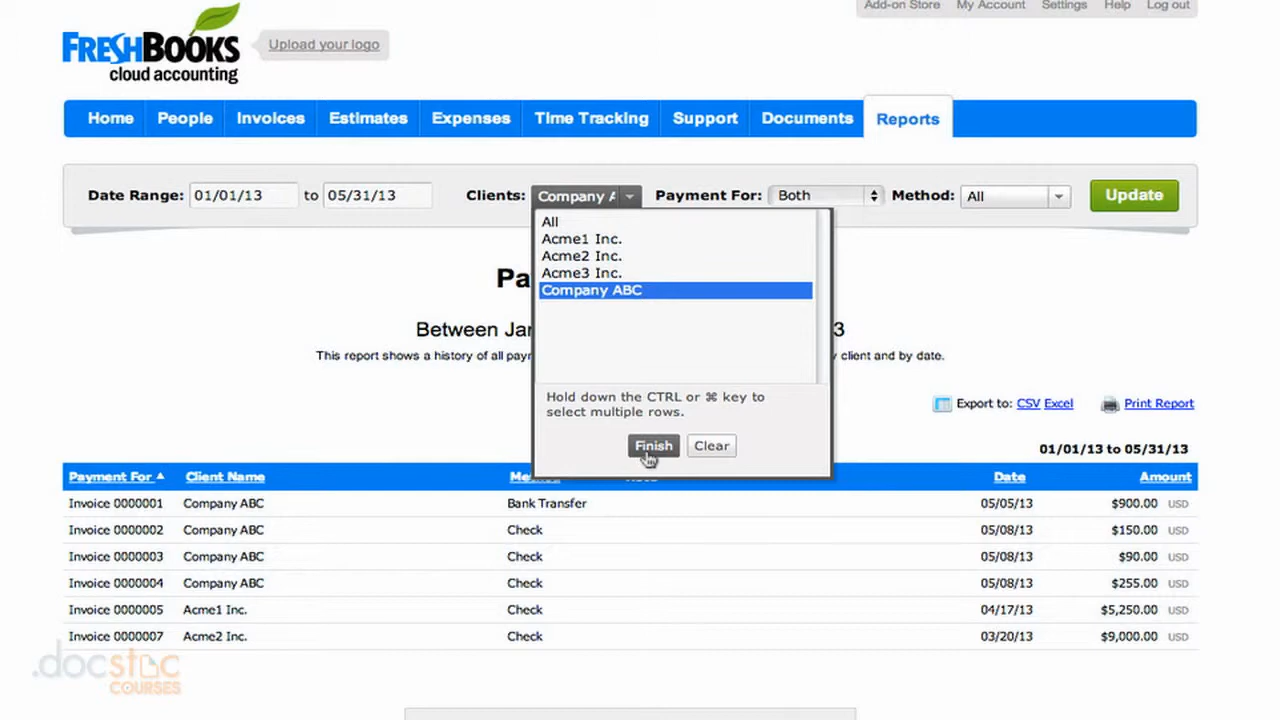 Add-on Store My Account Settings Help Log out
FRESHBOOKS
cloud accounting
Upload your logo
Home People Invoices Estimates Expenses Time Tracking Support Documents Reports
Date Range: 01/01/13 to 05/31/13 Clients: Company A Payment For: Both Method: All Update
All
Acme1 Inc.
Acme2 Inc.
Acme3 Inc.
Company ABC
Pa
Between Jan 3
This report shows a history of all paym y client and by date.
Hold down the CTRL or ⌘ key to
select multiple rows.
Finish Clear
Export to: CSV Excel Print Report
01/01/13 to 05/31/13
Payment For Client Name Date Amount
Invoice 0000001 Company ABC Bank Transfer 05/05/13 $900.00 USD
Invoice 0000002 Company ABC Check 05/08/13 $150.00 USD
Invoice 0000003 Company ABC Check 05/08/13 $90.00 USD
Invoice 0000004 Company ABC Check 05/08/13 $255.00 USD
Invoice 0000005 Acme1 Inc. Check 04/17/13 $5,250.00 USD
Invoice 0000007 Acme2 Inc. Check 03/20/13 $9,000.00 USD
.docstoc
COURSES